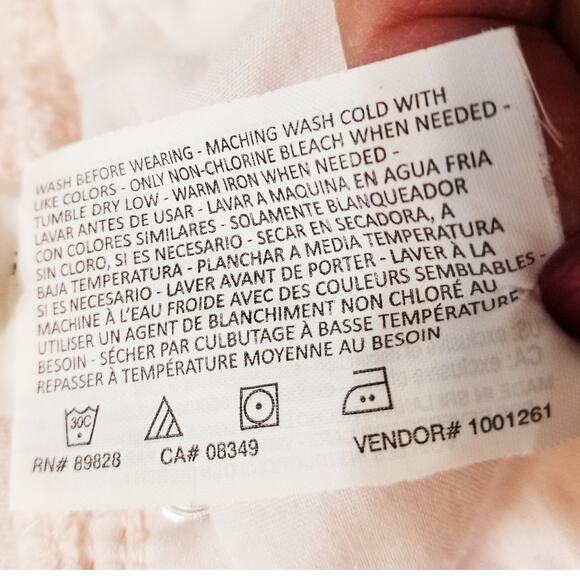 WASH BEFORE WEARING - MACHING WASH COLD WITH
LIKE COLORS - ONLY NON-CHLORINE BLEACH WHEN NEEDED -
TUMBLE DRY LOW - WARM IRON WHEN NEEDED -
LAVAR ANTES DE USAR - LAVAR A MAQUINA EN AGUA FRIA
CON COLORES SIMILARES - SOLAMENTE BLANQUEADOR
SIN CLORO, SI ES NECESARIO - SECAR EN SECADORA, A
BAJA TEMPERATURA - PLANCHAR A MEDIA TEMPERATURA
SI ES NECESARIO - LAVER AVANT DE PORTER - LAVER À LA
MACHINE À L'EAU FROIDE AVEC DES COULEURS SEMBLABLES -
UTILISER UN AGENT DE BLANCHIMENT NON CHLORÉ AU
BESOIN - SÉCHER PAR CULBUTAGE À BASSE TEMPÉRATURE
REPASSER À TEMPÉRATURE MOYENNE AU BESOIN
30C
RN# 89828 CA# 08349 VENDOR# 1001261